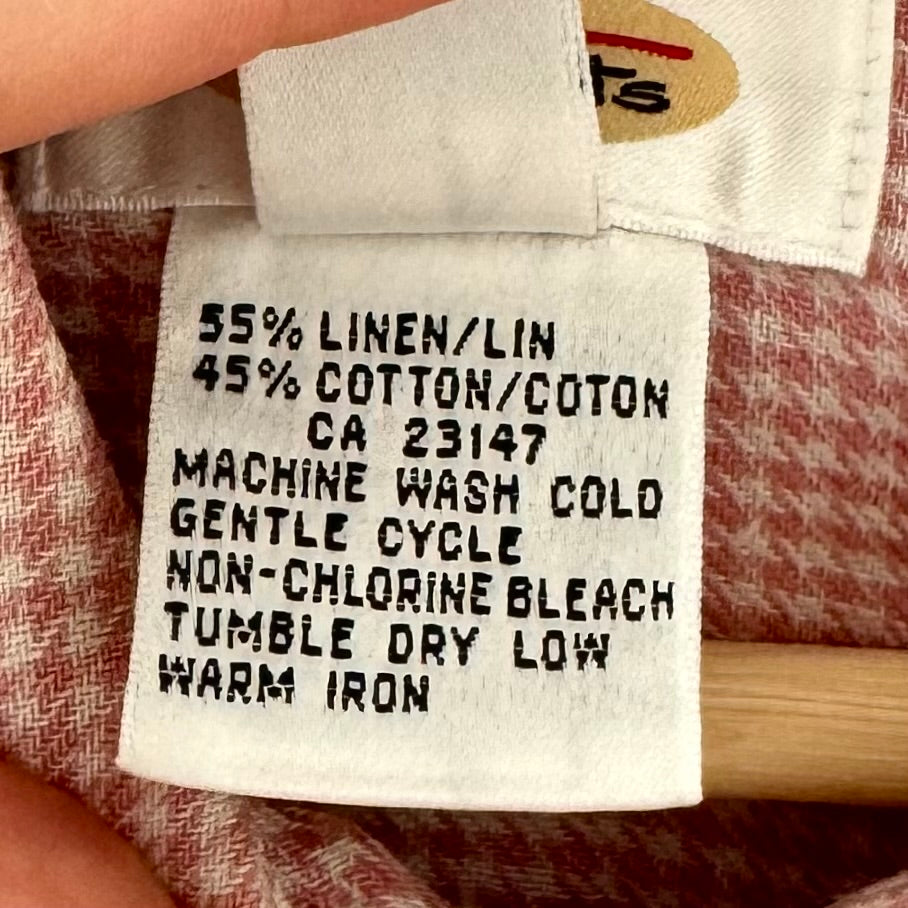 ts
55% LINEN/LIN
45% COTTON/COTON
CA 23147
MACHINE WASH COLD
GENTLE CYCLE
NON-CHLORINE BLEACH
TUMBLE DRY LOW
WARM IRON